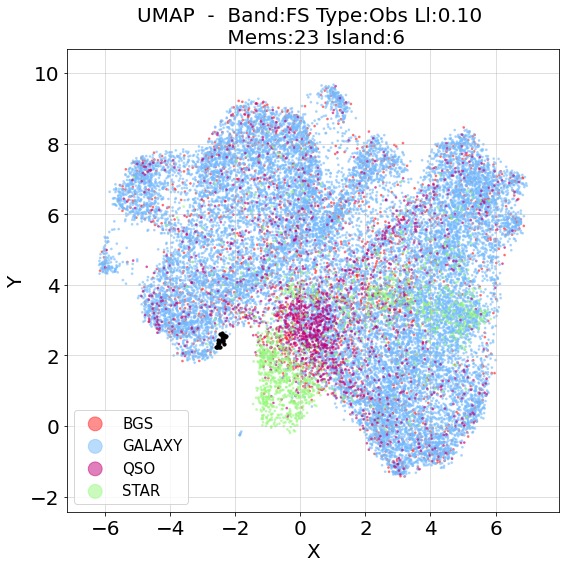 UMAP  -  Band:FS Type:Obs Ll:0.10
Mems:23 Island:6
10
8
6
4
2
0
−2
Y
BGS
GALAXY
QSO
STAR
−6 −4 −2 0 2 4 6
X